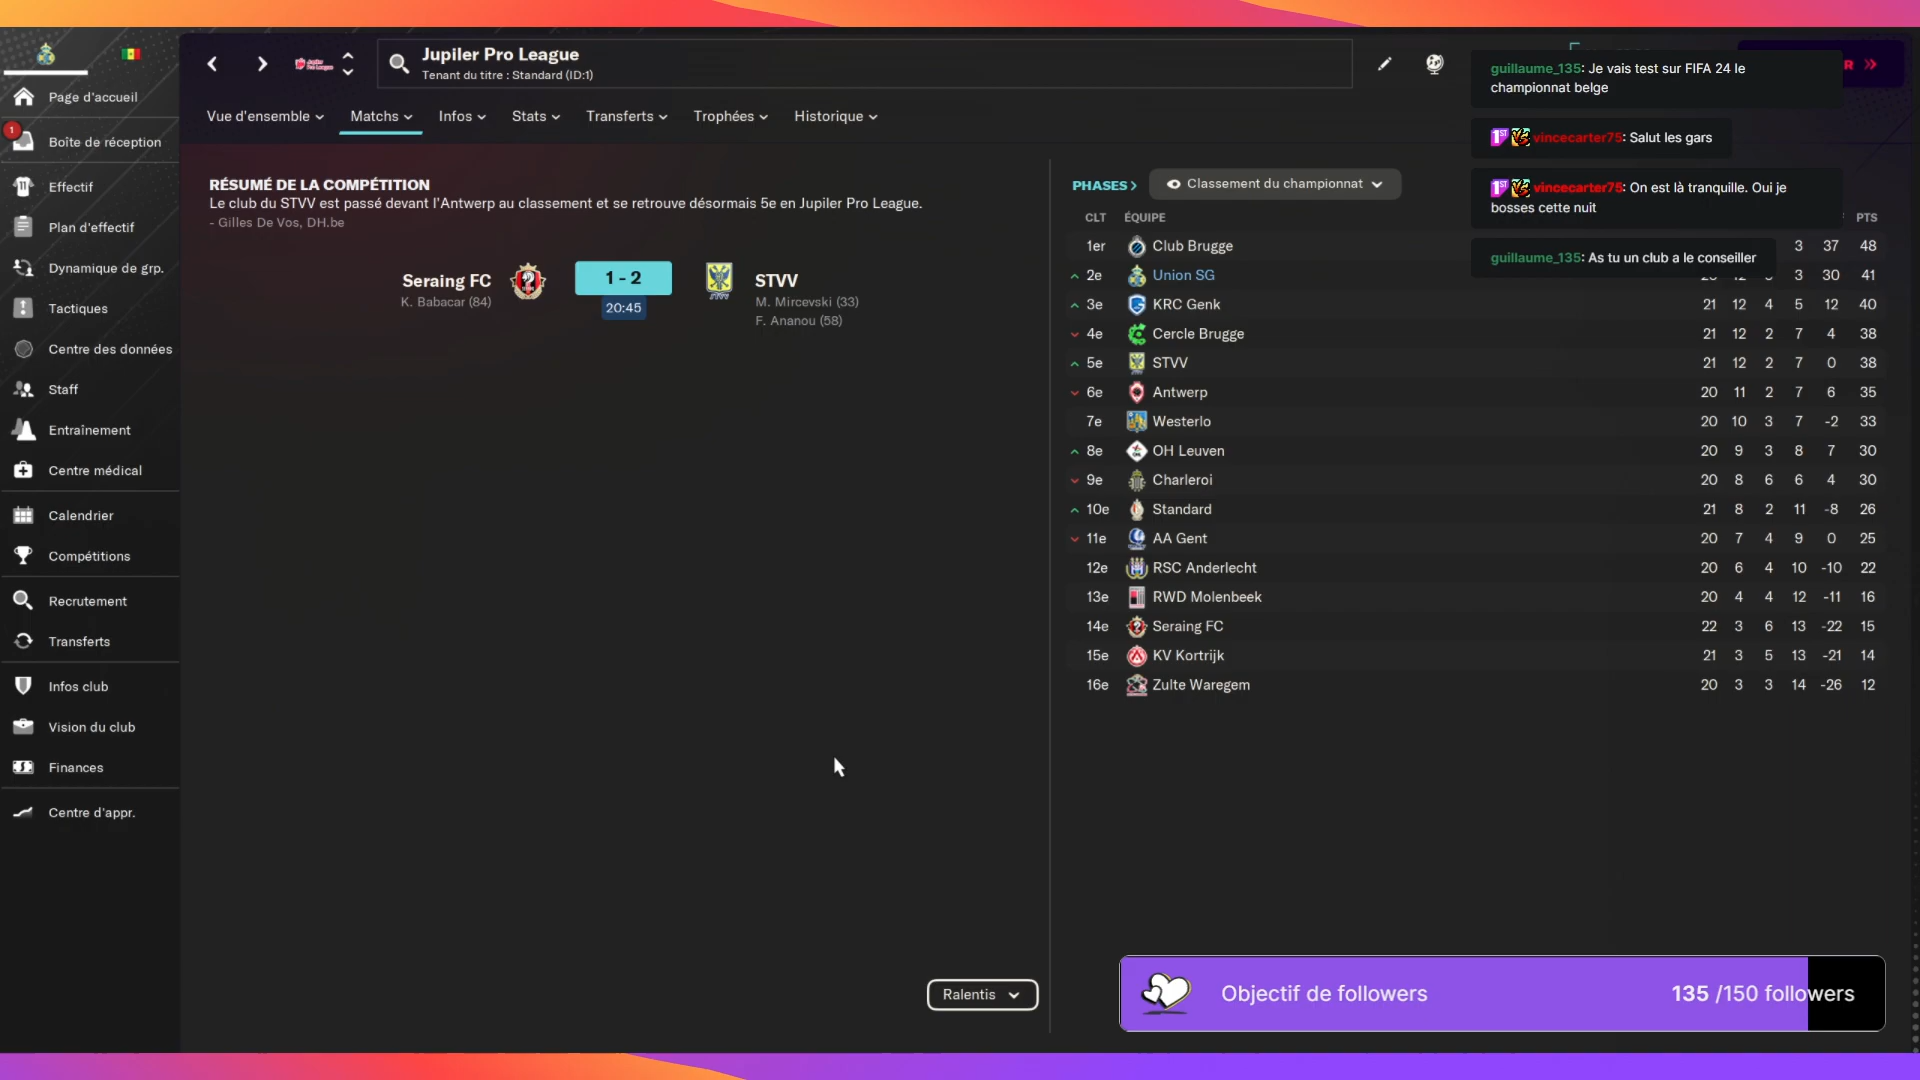 Jupiler Pro League
Tenant du titre : Standard (ID:1)
R
Page d'accueil
1
Boîte de réception
Effectif
Plan d'effectif
Dynamique de grp.
Tactiques
Centre des données
Staff
Entraînement
Centre médical
Calendrier
Compétitions
Recrutement
Transferts
Infos club
Vision du club
Finances
Centre d'appr.
Vue d'ensemble
Matchs
Infos
Stats
Transferts
Trophées
Historique
RÉSUMÉ DE LA COMPÉTITION
Le club du STVV est passé devant l'Antwerp au classement et se retrouve désormais 5e en Jupiler Pro League.
- Gilles De Vos, DH.be
Seraing FC 1 - 2 STVV
K. Babacar (84) 20:45 M. Mircevski (33)
F. Ananou (58)
Ralentis
PHASES Classement du championnat
CLT ÉQUIPE PTS
1er Club Brugge 3 37 48
2e Union SG 3 30 41
3e KRC Genk 21 12 4 5 12 40
4e Cercle Brugge 21 12 2 7 4 38
5e STVV 21 12 2 7 0 38
6e Antwerp 20 11 2 7 6 35
7e Westerlo 20 10 3 7 -2 33
8e OH Leuven 20 9 3 8 7 30
9e Charleroi 20 8 6 6 4 30
10e Standard 21 8 2 11 -8 26
11e AA Gent 20 7 4 9 0 25
12e RSC Anderlecht 20 6 4 10 -10 22
13e RWD Molenbeek 20 4 4 12 -11 16
14e Seraing FC 22 3 6 13 -22 15
15e KV Kortrijk 21 3 5 13 -21 14
16e Zulte Waregem 20 3 3 14 -26 12
guillaume_135: Je vais test sur FIFA 24 le
championnat belge
1ST vincecarter75: Salut les gars
1ST vincecarter75: On est là tranquille. Oui je
bosses cette nuit
guillaume_135: As tu un club a le conseiller
Objectif de followers 135 /150 followers